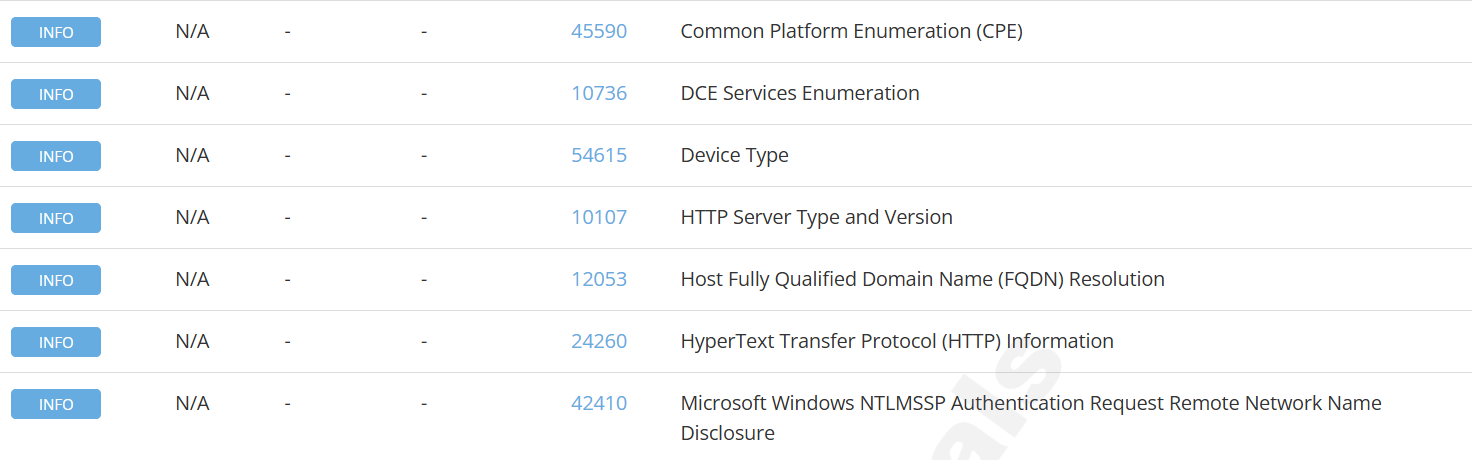 INFO N/A - - 45590 Common Platform Enumeration (CPE)
INFO N/A - - 10736 DCE Services Enumeration
INFO N/A - - 54615 Device Type
INFO N/A - - 10107 HTTP Server Type and Version
INFO N/A - - 12053 Host Fully Qualified Domain Name (FQDN) Resolution
INFO N/A - - 24260 HyperText Transfer Protocol (HTTP) Information
INFO N/A - - 42410 Microsoft Windows NTLMSSP Authentication Request Remote Network Name
Disclosure
als